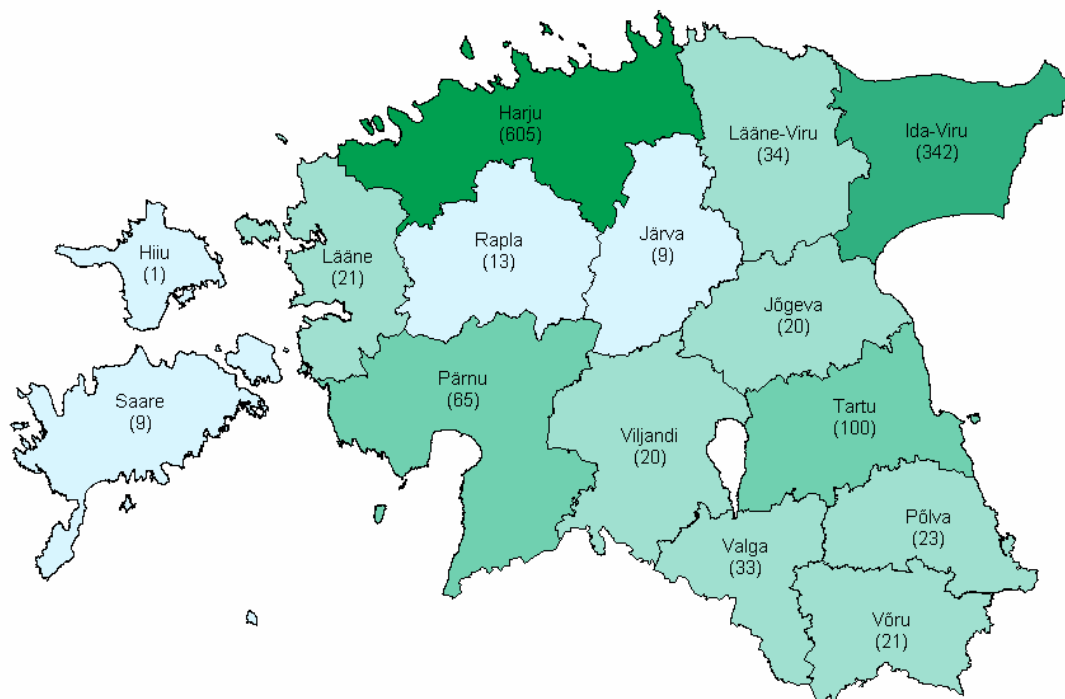 Harju
(605)
Lääne-Viru
(34)
Ida-Viru
(342)
Hiiu
(1)
Lääne
(21)
Rapla
(13)
Järva
(9)
Jõgeva
(20)
Saare
(9)
Pärnu
(65)
Viljandi
(20)
Tartu
(100)
Valga
(33)
Põlva
(23)
Võru
(21)